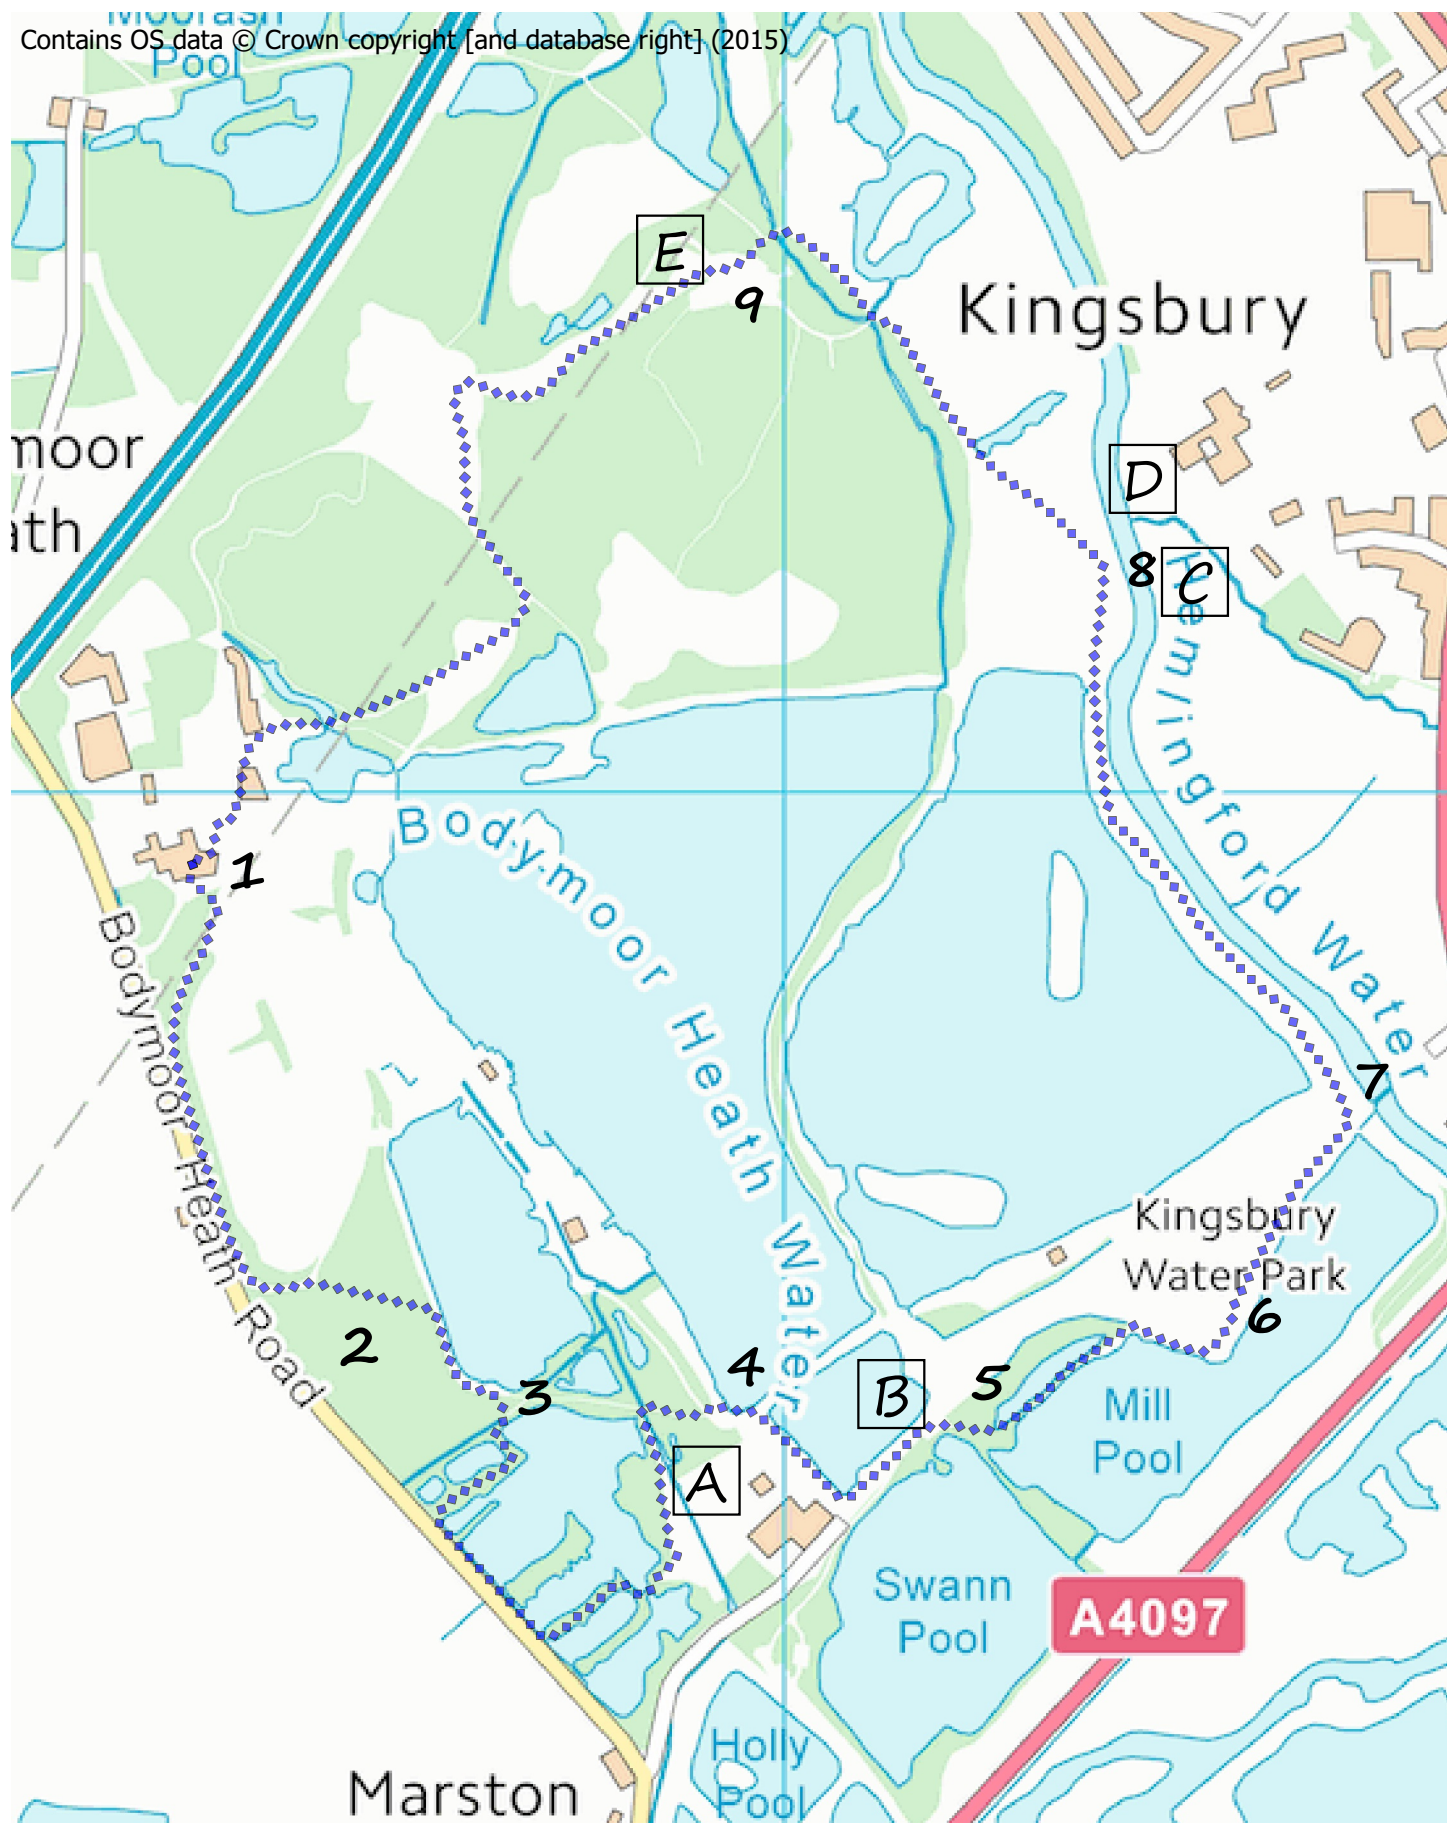 Contains OS data © Crown copyright [and database right] (2015)
Pool
E
9
Kingsbury
moor
ath
D
8
C
Hemlingford Water
1
Bodymoor Heath Water
Bodymoor Heath Road
7
Kingsbury
Water Park
6
2
4
3
B
5
Mill
Pool
A
Swann
Pool
A4097
Holly
Pool
Marston